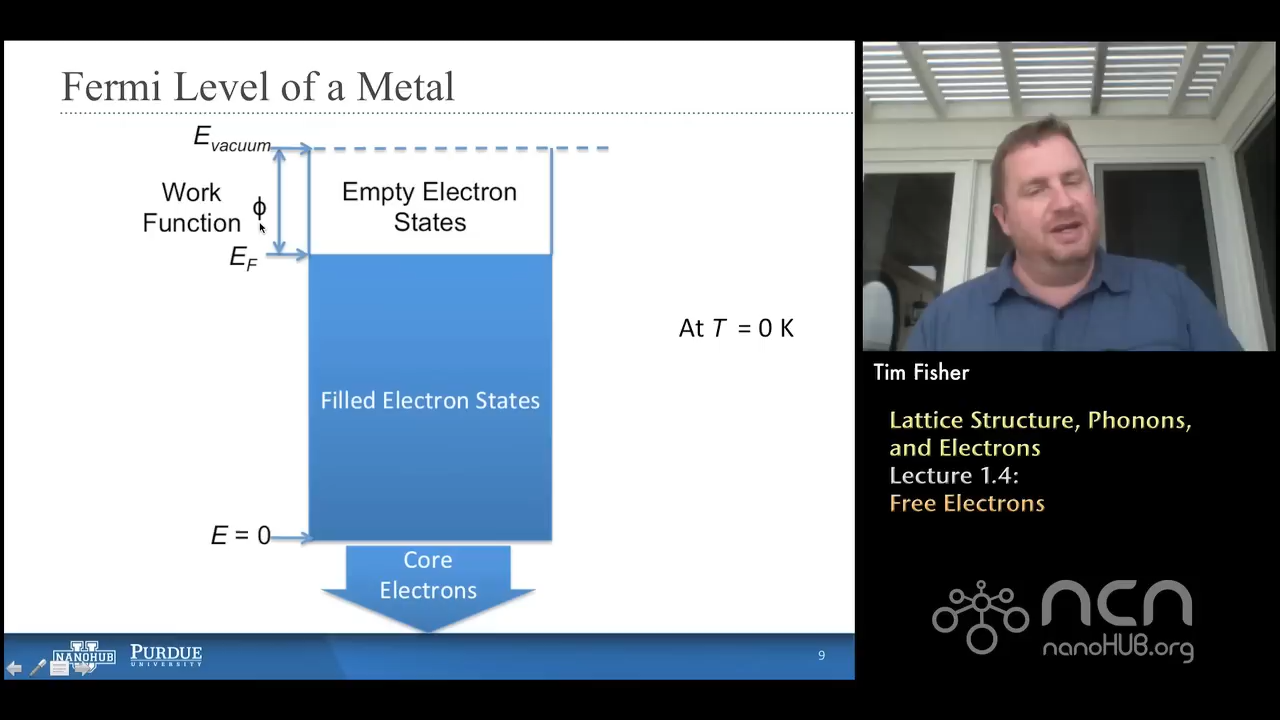 Fermi Level of a Metal
E_vacuum
Work
Function
ϕ
Empty Electron
States
E_F
At T = 0 K
Filled Electron States
E = 0
Core
Electrons
NANOHUB
PURDUE
UNIVERSITY
9
Tim Fisher
Lattice Structure, Phonons,
and Electrons
Lecture 1.4:
Free Electrons
ncn
nanoHUB.org